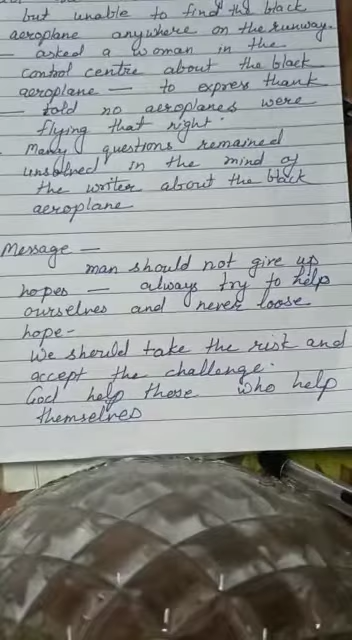 but unable to find the black
aeroplane anywhere on the runway.
— asked a woman in the
control centre about the black
aeroplane — to express thank
— told no aeroplanes were
flying that night.
Many questions remained
unsolved in the mind of
the writer about the black
aeroplane
Message —
man should not give up
hopes — always try to help
ourselves and never loose
hope-
We should take the risk and
accept the challenge.
God help those who help
themselves